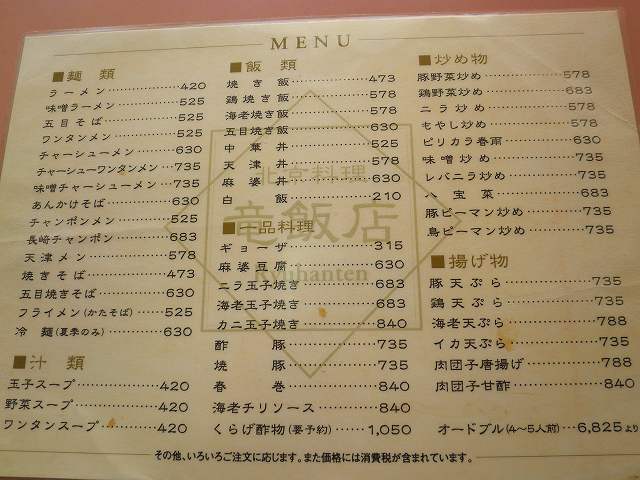 MENU
■麺類
ラーメン…………………420
味噌ラーメン……………525
五目そば…………………525
ワンタンメン……………525
チャーシューメン………630
チャーシューワンタンメン…735
味噌チャーシューメン…735
あんかけそば……………630
チャンポンメン…………525
長崎チャンポン…………683
天津メン…………………578
焼きそば…………………473
五目焼きそば……………630
フライメン(かたそば)…525
冷麺(夏季のみ)…………630
■汁類
玉子スープ………………420
野菜スープ………………420
ワンタンスープ…………420
■飯類
焼き飯……………………473
鶏焼き飯…………………578
海老焼き飯………………578
五目焼き飯………………630
中華丼……………………525
天津丼……………………578
麻婆丼……………………630
白飯………………………210
■一品料理
ギョーザ…………………315
麻婆豆腐…………………630
ニラ玉子焼き……………683
海老玉子焼き……………683
カニ玉子焼き……………840
酢豚………………………735
焼豚………………………735
春巻………………………840
海老チリソース…………840
くらげ酢物(要予約)……1,050
■炒め物
豚野菜炒め………………578
鶏野菜炒め………………683
ニラ炒め…………………578
もやし炒め………………578
ピリカラ春雨……………630
味噌炒め…………………735
レバニラ炒め……………735
八宝菜……………………683
豚ピーマン炒め…………735
鳥ピーマン炒め…………735
■揚げ物
豚天ぷら…………………735
鶏天ぷら…………………735
海老天ぷら………………788
イカ天ぷら………………735
肉団子唐揚げ……………788
肉団子甘酢………………840
オードブル(4〜5人前)…6,825より
北京料理
竜飯店
Ryuhanten
その他、いろいろご注文に応じます。また価格には消費税が含まれています。